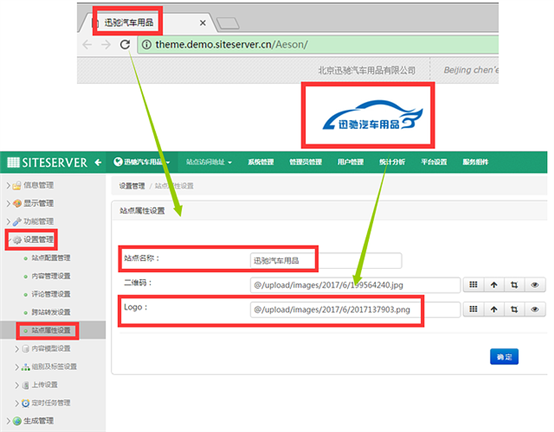 迅驰汽车用品
theme.demo.siteserver.cn/Aeson/
北京迅驰汽车用品有限公司 Beijing chen'e
迅驰汽车用品
SITESERVER 迅驰汽车用品 站点访问地址 系统管理 管理员管理 用户管理 统计分析 平台设置 服务组件
信息管理
显示管理
功能管理
设置管理
站点配置管理
内容管理设置
评论管理设置
跨站转发设置
站点属性设置
内容模型设置
组别及标签设置
上传设置
定时任务管理
生成管理
设置管理 / 站点属性设置
站点属性设置
站点名称： 迅驰汽车用品
二维码： @/upload/images/2017/6/199564240.jpg
Logo： @/upload/images/2017/6/2017137903.png
确定